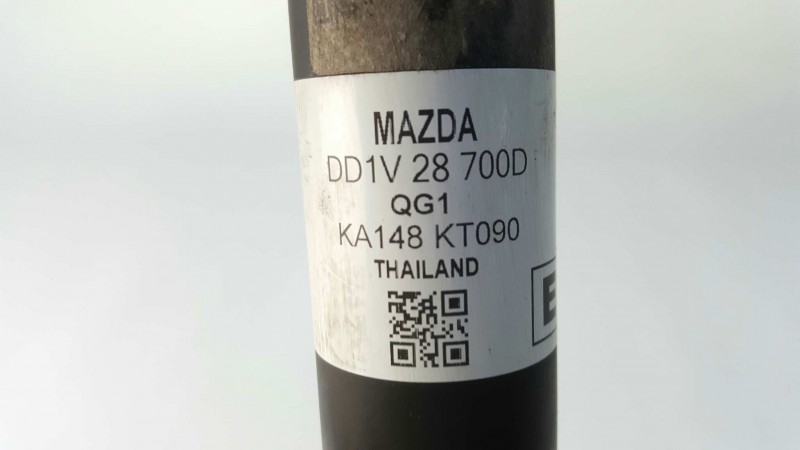 MAZDA
DD1V 28 700D
QG1
KA148 KT090
THAILAND
E